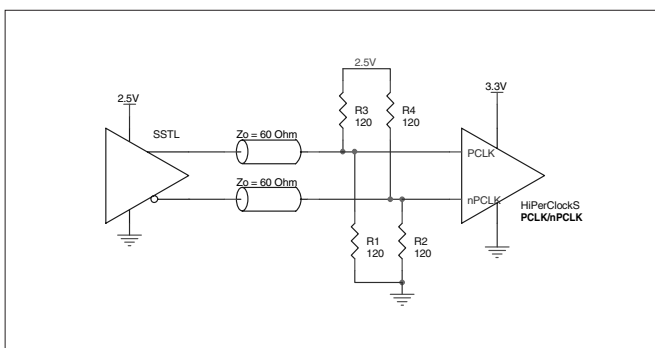 2.5V
3.3V
2.5V
R3
120
R4
120
SSTL
Zo = 60 Ohm
PCLK
Zo = 60 Ohm
nPCLK
HiPerClockS
PCLK/nPCLK
R1
120
R2
120